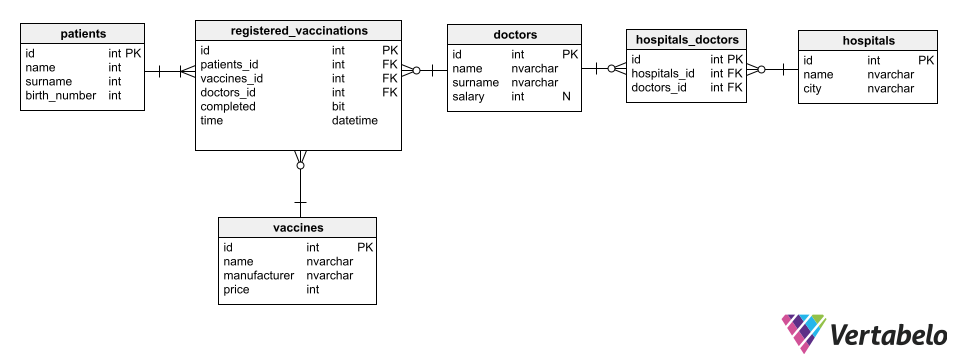 patients
id int PK
name int
surname int
birth_number int
registered_vaccinations
id int PK
patients_id int FK
vaccines_id int FK
doctors_id int FK
completed bit
time datetime
doctors
id int PK
name nvarchar
surname nvarchar
salary int N
hospitals_doctors
id int PK
hospitals_id int FK
doctors_id int FK
hospitals
id int PK
name nvarchar
city nvarchar
vaccines
id int PK
name nvarchar
manufacturer nvarchar
price int
Vertabelo